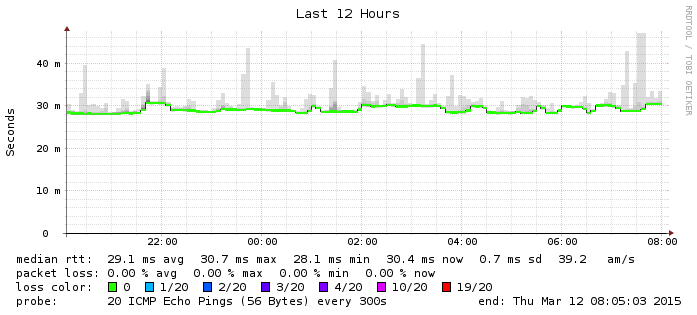 Last 12 Hours
RRDTOOL / TOBI OETIKER
Seconds
40 m
30 m
20 m
10 m
0
22:00 00:00 02:00 04:00 06:00 08:00
median rtt: 29.1 ms avg 30.7 ms max 28.1 ms min 30.4 ms now 0.7 ms sd 39.2 am/s
packet loss: 0.00 % avg 0.00 % max 0.00 % min 0.00 % now
loss color: 0 1/20 2/20 3/20 4/20 10/20 19/20
probe: 20 ICMP Echo Pings (56 Bytes) every 300s end: Thu Mar 12 08:05:03 2015